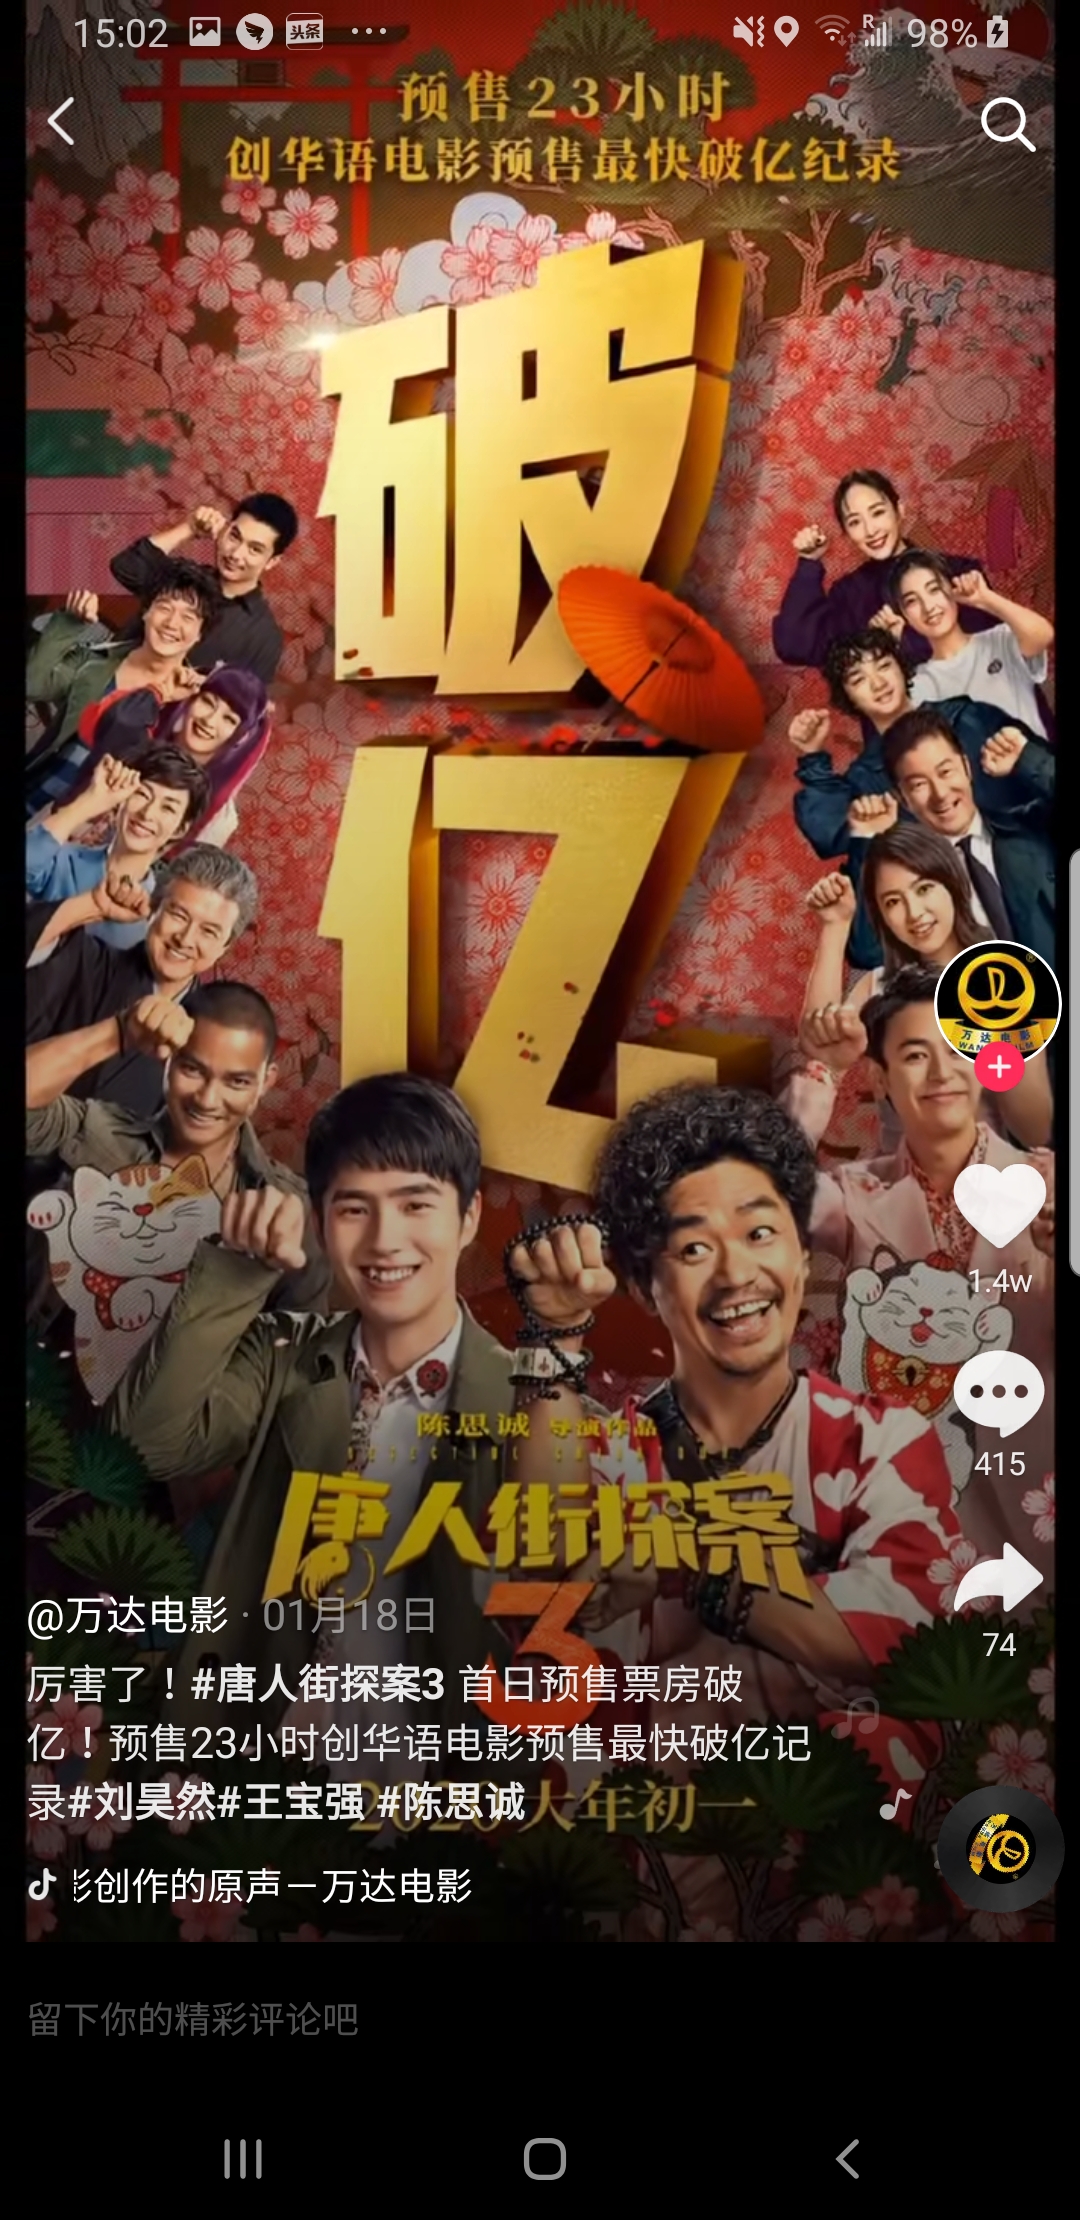 15:02
头条
R
98%
预售23小时
创华语电影预售最快破亿纪录
破
亿
万达电影
1.4w
陈思诚 导演作品
415
唐人街探案
3
@万达电影 · 01月18日
74
厉害了！#唐人街探案3 首日预售票房破
亿！预售23小时创华语电影预售最快破亿记
录#刘昊然#王宝强 #陈思诚
大年初一
影创作的原声－万达电影
留下你的精彩评论吧